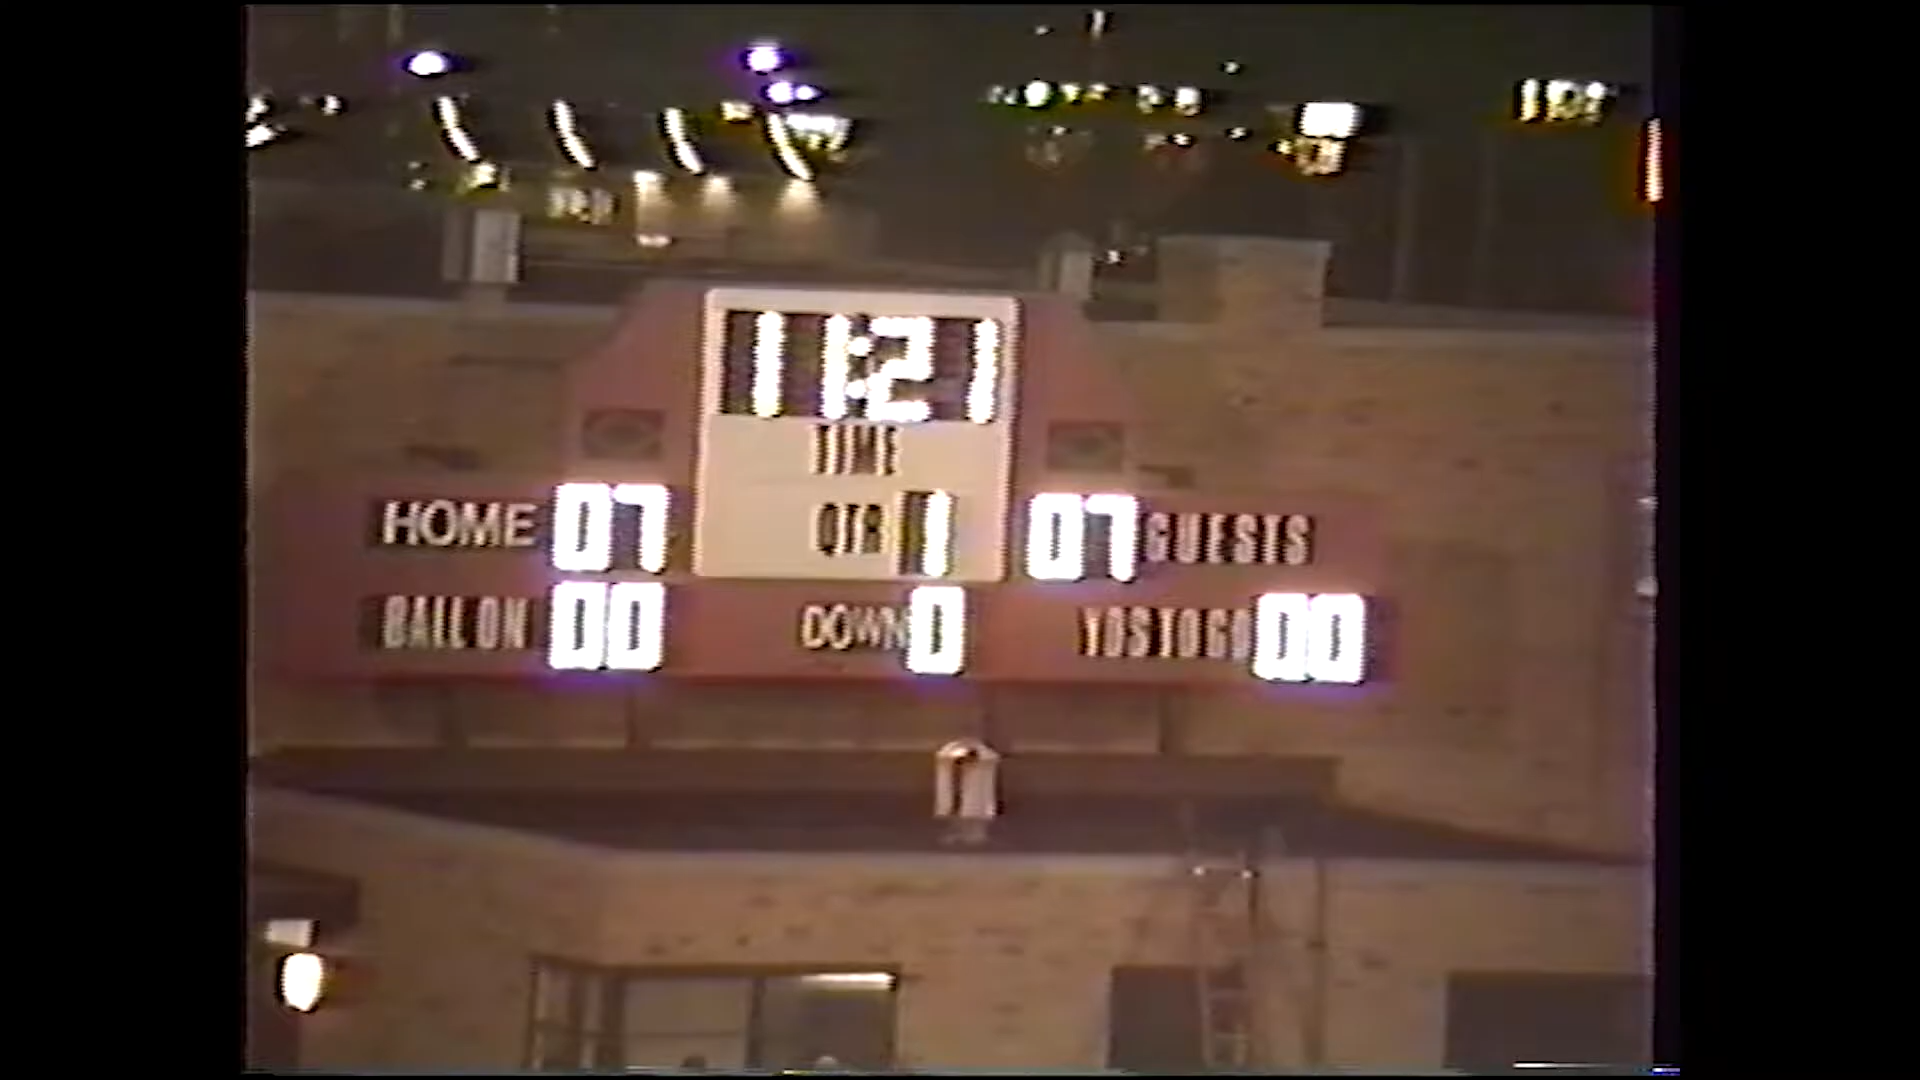 11:21
TIME
HOME 07 QTR 1 07 GUESTS
BALL ON 00 DOWN 0 YDS TO GO 00